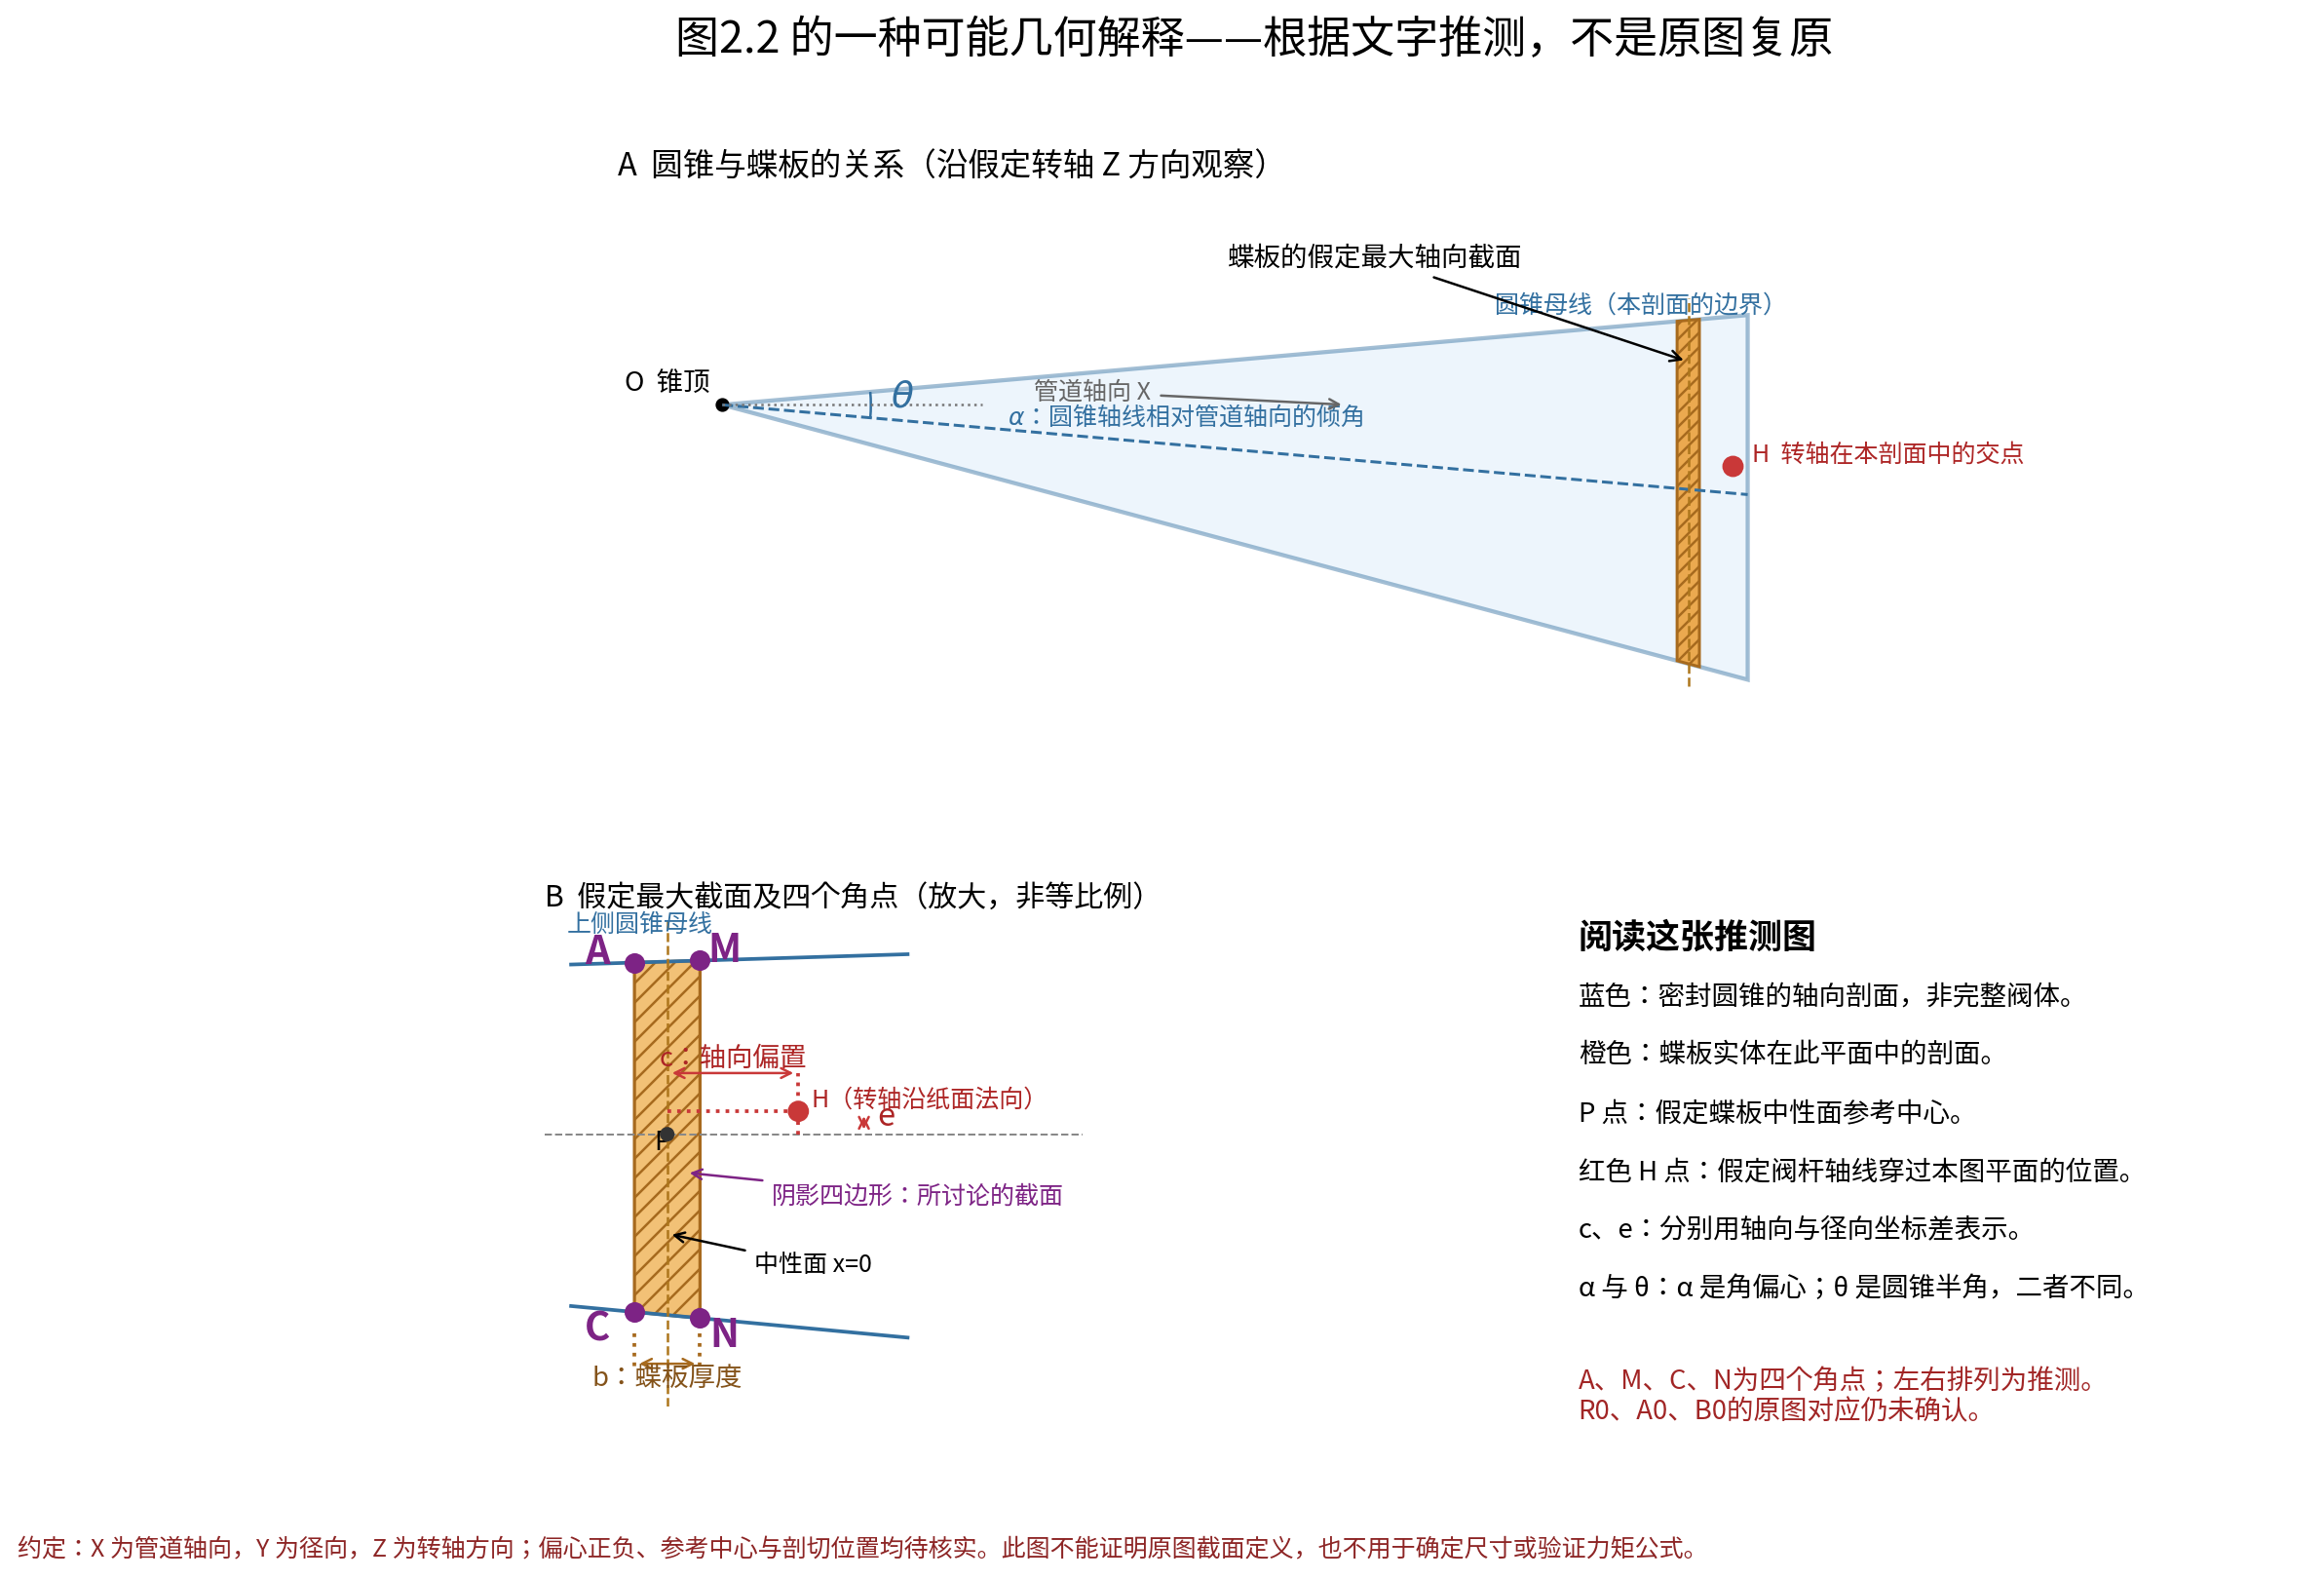 图2.2 的一种可能几何解释——根据文字推测，不是原图复原
A 圆锥与蝶板的关系（沿假定转轴 Z 方向观察）
蝶板的假定最大轴向截面
圆锥母线（本剖面的边界）
O 锥顶
θ
管道轴向 X
α：圆锥轴线相对管道轴向的倾角
H 转轴在本剖面中的交点
B 假定最大截面及四个角点（放大，非等比例）
上侧圆锥母线
A
M
c：轴向偏置
H（转轴沿纸面法向）
e
P
阴影四边形：所讨论的截面
中性面 x=0
C
N
b：蝶板厚度
阅读这张推测图
蓝色：密封圆锥的轴向剖面，非完整阀体。
橙色：蝶板实体在此平面中的剖面。
P 点：假定蝶板中性面参考中心。
红色 H 点：假定阀杆轴线穿过本图平面的位置。
c、e：分别用轴向与径向坐标差表示。
α 与 θ：α 是角偏心；θ 是圆锥半角，二者不同。
A、M、C、N为四个角点；左右排列为推测。
R0、A0、B0的原图对应仍未确认。
约定：X 为管道轴向，Y 为径向，Z 为转轴方向；偏心正负、参考中心与剖切位置均待核实。此图不能证明原图截面定义，也不用于确定尺寸或验证力矩公式。